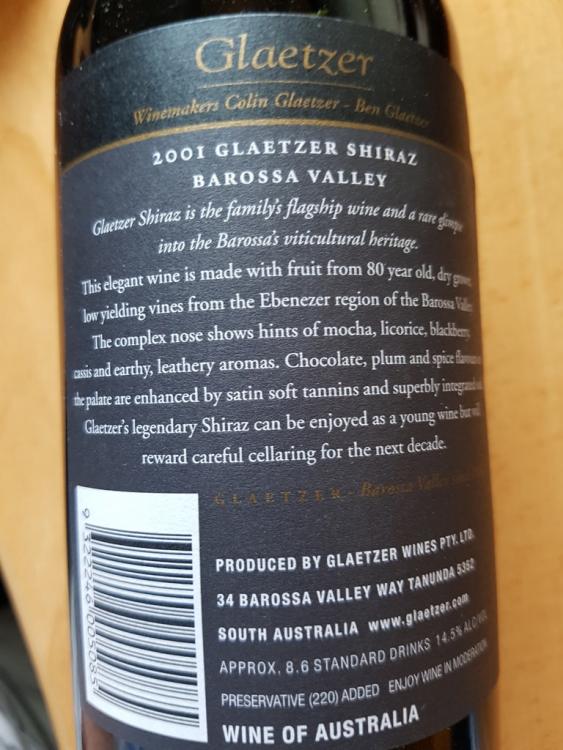 Glaetzer
Winemakers Colin Glaetzer - Ben Glaetzer
2001 GLAETZER SHIRAZ
BAROSSA VALLEY
Glaetzer Shiraz is the family's flagship wine and a rare glimpse
into the Barossa's viticultural heritage.
This elegant wine is made with fruit from 80 year old, dry grown,
low yielding vines from the Ebenezer region of the Barossa Valley.
The complex nose shows hints of mocha, licorice, blackberry,
cassis and earthy, leathery aromas. Chocolate, plum and spice flavours
the palate are enhanced by satin soft tannins and superbly integrated
Glaetzer's legendary Shiraz can be enjoyed as a young wine but will
reward careful cellaring for the next decade.
GLAETZER - Barossa Valley
PRODUCED BY GLAETZER WINES PTY. LTD.
34 BAROSSA VALLEY WAY TANUNDA 5352
SOUTH AUSTRALIA www.glaetzer.com
APPROX. 8.6 STANDARD DRINKS 14.5% ALC/VOL
PRESERVATIVE (220) ADDED ENJOY WINE IN MODERATION
WINE OF AUSTRALIA
9 322246 005085